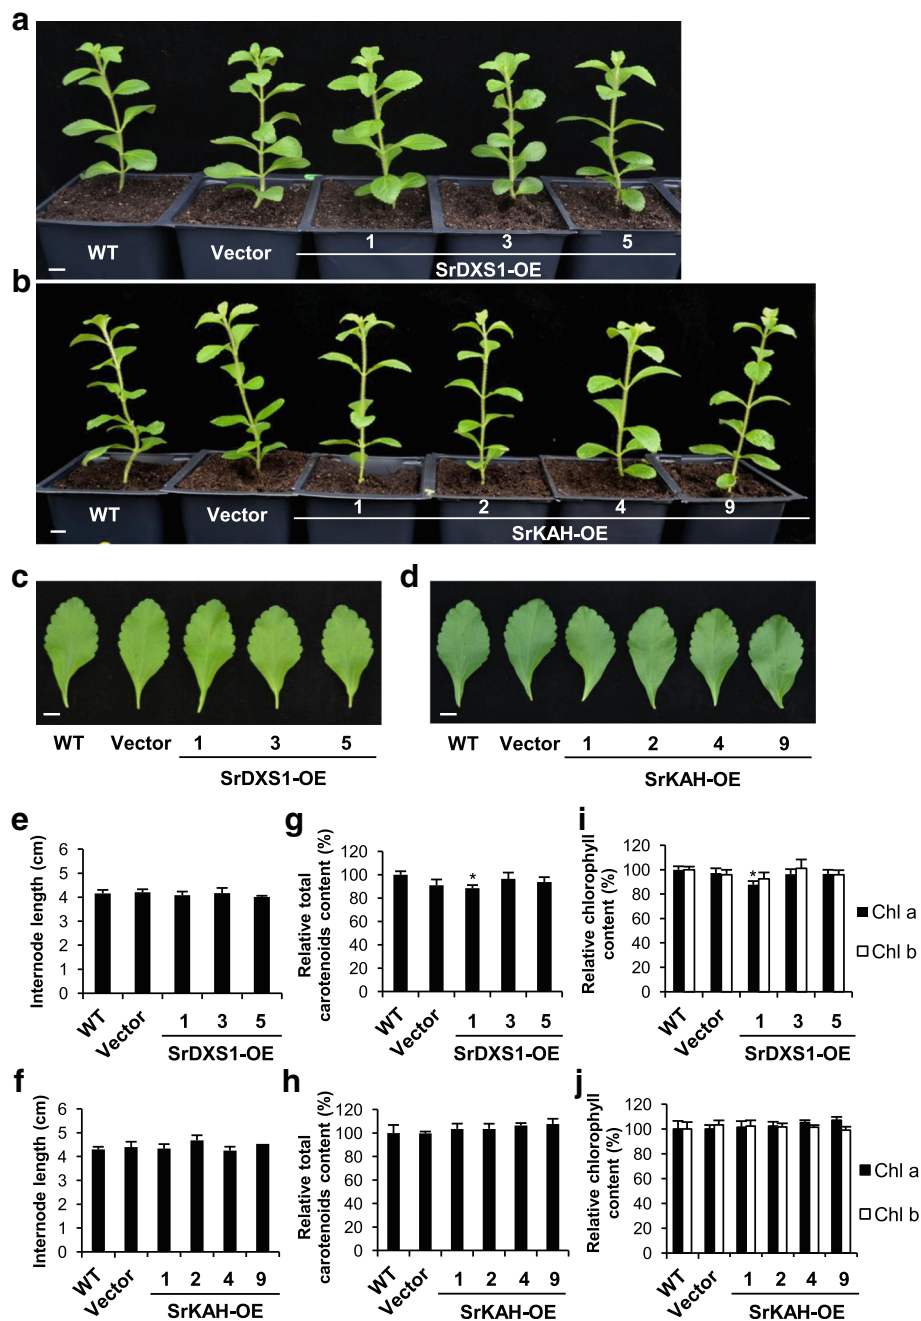 a
WT Vector 1 3 5
SrDXS1-OE
b
WT Vector 1 2 4 9
SrKAH-OE
c
WT Vector 1 3 5
SrDXS1-OE
d
WT Vector 1 2 4 9
SrKAH-OE
e
Internode length (cm)
6
5
4
3
2
1
0
WT Vector 1 3 5
SrDXS1-OE
g
Relative total
carotenoids content (%)
120
100
80
60
40
20
0
*
WT Vector 1 3 5
SrDXS1-OE
i
Relative chlorophyll
content (%)
120
100
80
60
40
20
0
*
Chl a
Chl b
WT Vector 1 3 5
SrDXS1-OE
f
Internode length (cm)
6
5
4
3
2
1
0
WT Vector 1 2 4 9
SrKAH-OE
h
Relative total
carotenoids content (%)
120
100
80
60
40
20
0
WT Vector 1 2 4 9
SrKAH-OE
j
Relative chlorophyll
content (%)
120
100
80
60
40
20
0
Chl a
Chl b
WT Vector 1 2 4 9
SrKAH-OE